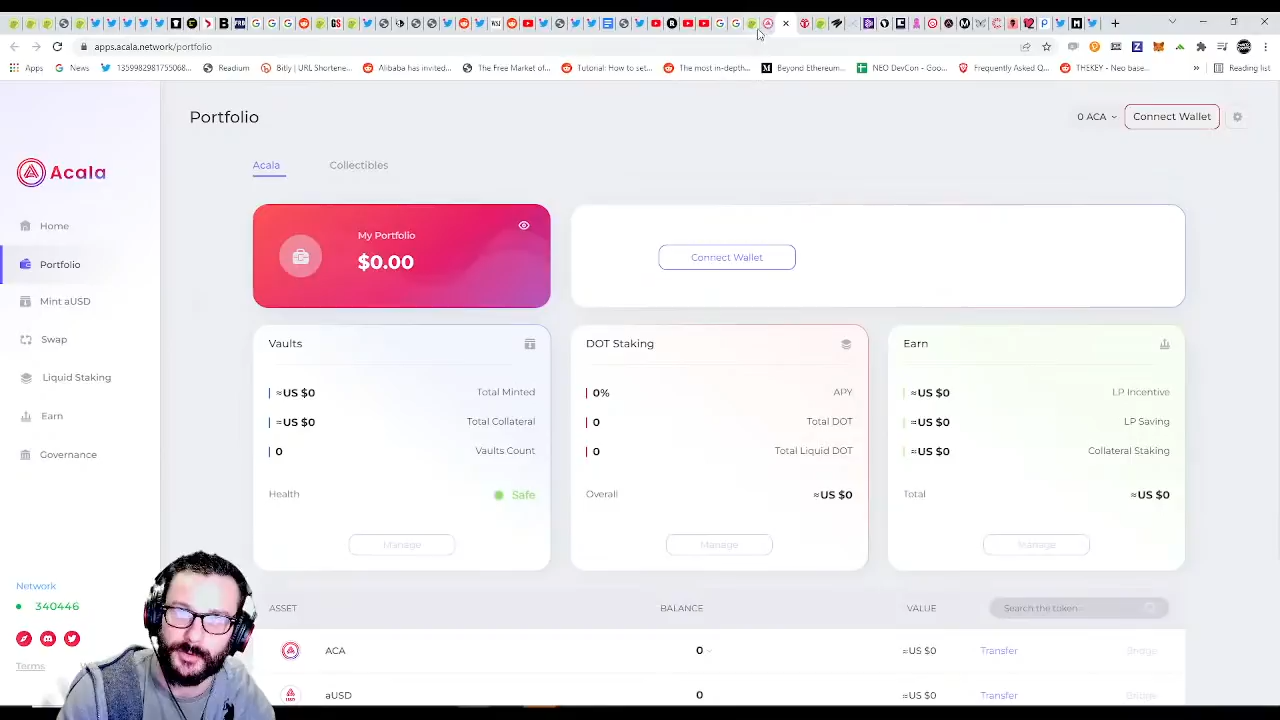 apps.acala.network/portfolio
Apps
News
1359982981755068...
Readium
Bitly | URL Shortene...
Alibaba has invited...
The Free Market of...
Tutorial: How to set...
The most in-depth...
Beyond Ethereum...
NEO DevCon - Goo...
Frequently Asked Q...
THEKEY - Neo base...
»
Reading list
Portfolio
0 ACA
Connect Wallet
Acala
Acala
Collectibles
Home
Portfolio
Mint aUSD
Swap
Liquid Staking
Earn
Governance
My Portfolio
$0.00
Connect Wallet
Vaults
≈US $0 Total Minted
≈US $0 Total Collateral
0 Vaults Count
Health Safe
Manage
DOT Staking
0% APY
0 Total DOT
0 Total Liquid DOT
Overall ≈US $0
Manage
Earn
≈US $0 LP Incentive
≈US $0 LP Saving
≈US $0 Collateral Staking
Total ≈US $0
Manage
Network
340446
Terms
ASSET BALANCE VALUE Search the token
ACA 0 ≈US $0 Transfer Bridge
aUSD 0 ≈US $0 Transfer Bridge